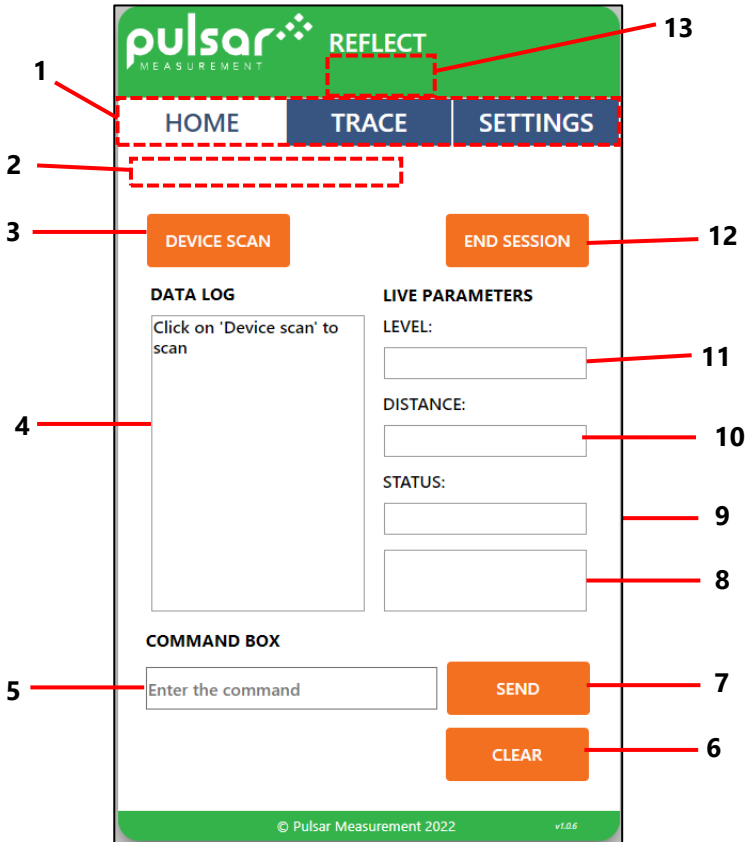 pulsar
MEASUREMENT
REFLECT
13
1
HOME TRACE SETTINGS
2
3
DEVICE SCAN
END SESSION
12
DATA LOG
Click on 'Device scan' to
scan
4
LIVE PARAMETERS
LEVEL:
11
DISTANCE:
10
STATUS:
9
8
COMMAND BOX
5
Enter the command
SEND
7
CLEAR
6
© Pulsar Measurement 2022
v1.0.6